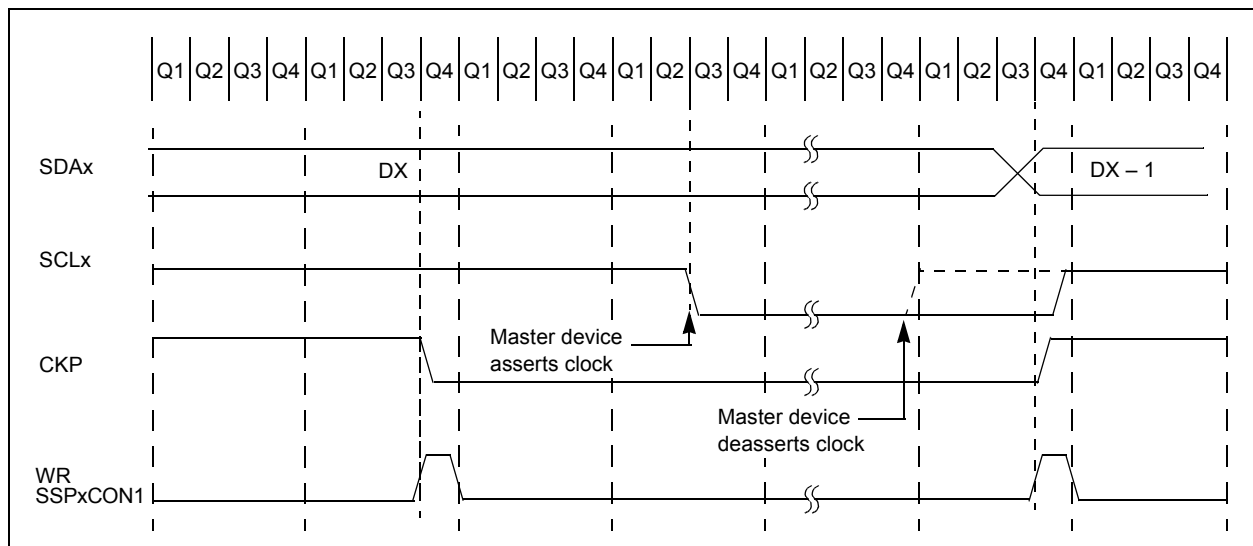 Q1 Q2 Q3 Q4 Q1 Q2 Q3 Q4 Q1 Q2 Q3 Q4 Q1 Q2 Q3 Q4 Q1 Q2 Q3 Q4 Q1 Q2 Q3 Q4 Q1 Q2 Q3 Q4
SDAx
DX
DX – 1
SCLx
Master device
asserts clock
CKP
Master device
deasserts clock
WR
SSPxCON1